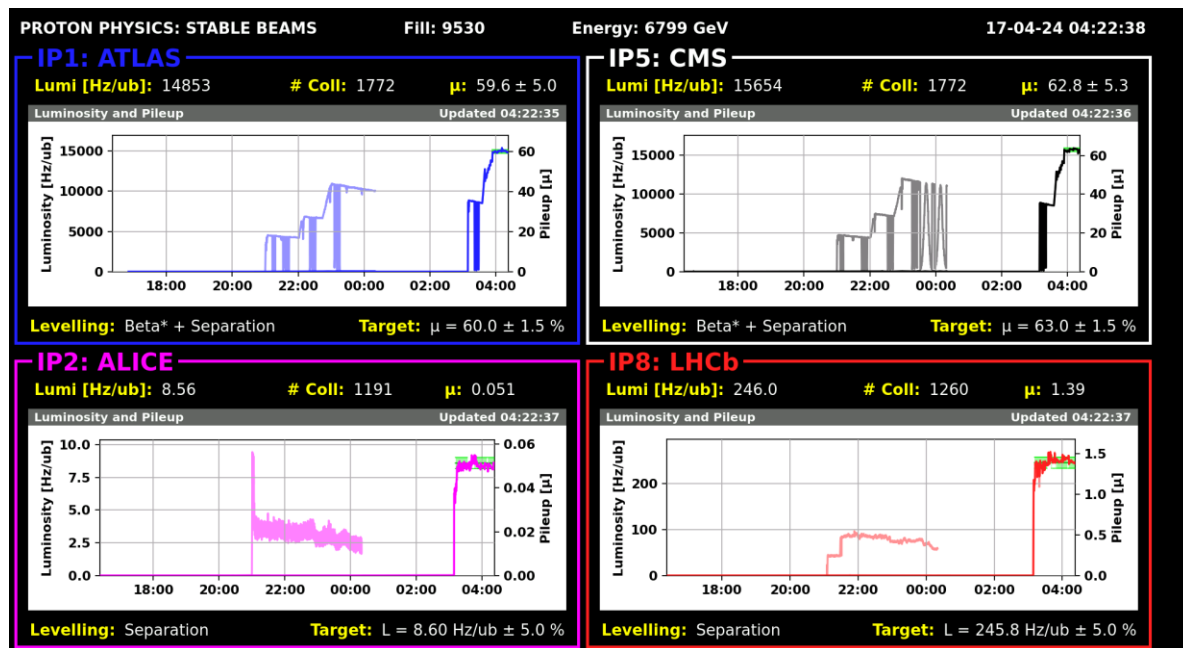 PROTON PHYSICS: STABLE BEAMS Fill: 9530 Energy: 6799 GeV 17-04-24 04:22:38
IP1: ATLAS
Lumi [Hz/ub]: 14853 # Coll: 1772 μ: 59.6 ± 5.0
Luminosity and Pileup Updated 04:22:35
Luminosity [Hz/ub]
15000
10000
5000
0
60
40
20
0
Pileup [μ]
18:00 20:00 22:00 00:00 02:00 04:00
Levelling: Beta* + Separation Target: μ = 60.0 ± 1.5 %
IP5: CMS
Lumi [Hz/ub]: 15654 # Coll: 1772 μ: 62.8 ± 5.3
Luminosity and Pileup Updated 04:22:36
Luminosity [Hz/ub]
15000
10000
5000
0
60
40
20
0
Pileup [μ]
18:00 20:00 22:00 00:00 02:00 04:00
Levelling: Beta* + Separation Target: μ = 63.0 ± 1.5 %
IP2: ALICE
Lumi [Hz/ub]: 8.56 # Coll: 1191 μ: 0.051
Luminosity and Pileup Updated 04:22:37
Luminosity [Hz/ub]
10.0
7.5
5.0
2.5
0.0
0.06
0.04
0.02
0.00
Pileup [μ]
18:00 20:00 22:00 00:00 02:00 04:00
Levelling: Separation Target: L = 8.60 Hz/ub ± 5.0 %
IP8: LHCb
Lumi [Hz/ub]: 246.0 # Coll: 1260 μ: 1.39
Luminosity and Pileup Updated 04:22:37
Luminosity [Hz/ub]
200
100
0
1.5
1.0
0.5
0.0
Pileup [μ]
18:00 20:00 22:00 00:00 02:00 04:00
Levelling: Separation Target: L = 245.8 Hz/ub ± 5.0 %